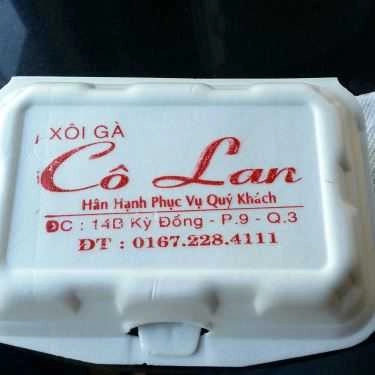 XÔI GÀ
Cô Lan
Hân Hạnh Phục Vụ Quý Khách
ĐC : 14B Kỳ Đồng - P.9 - Q.3
ĐT : 0167.228.4111